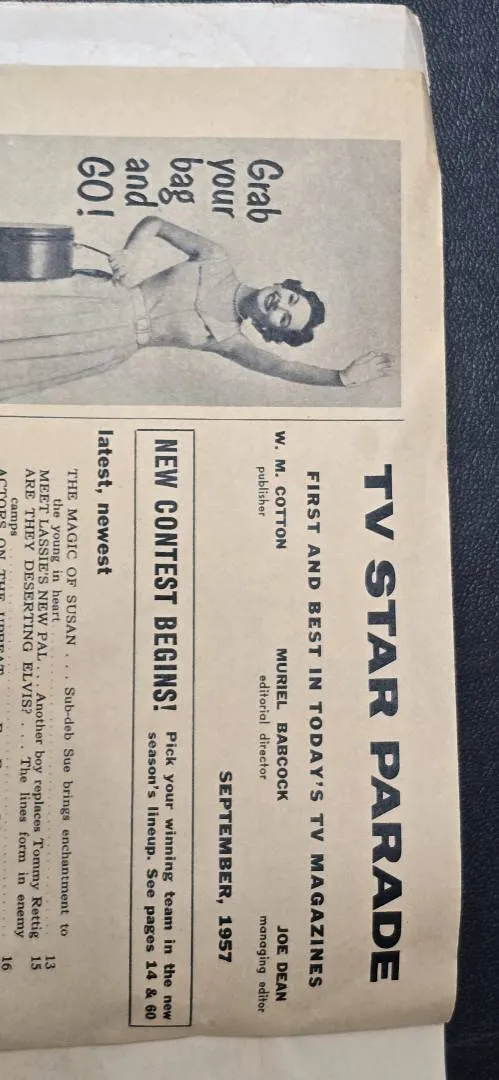 Grab
your
bag
and
GO!
TV STAR PARADE
FIRST AND BEST IN TODAY'S TV MAGAZINES
W. M. COTTON MURIEL BABCOCK JOE DEAN
publisher editorial director managing editor
SEPTEMBER, 1957
NEW CONTEST BEGINS! Pick your winning team in the new
season's lineup. See pages 14 & 60
latest, newest
THE MAGIC OF SUSAN . . . Sub-deb Sue brings enchantment to
the young in heart 13
MEET LASSIE'S NEW PAL . . . Another boy replaces Tommy Rettig 15
ARE THEY DESERTING ELVIS? . . . The lines form in enemy
camps 16
ACTORS ON THE UPBEAT